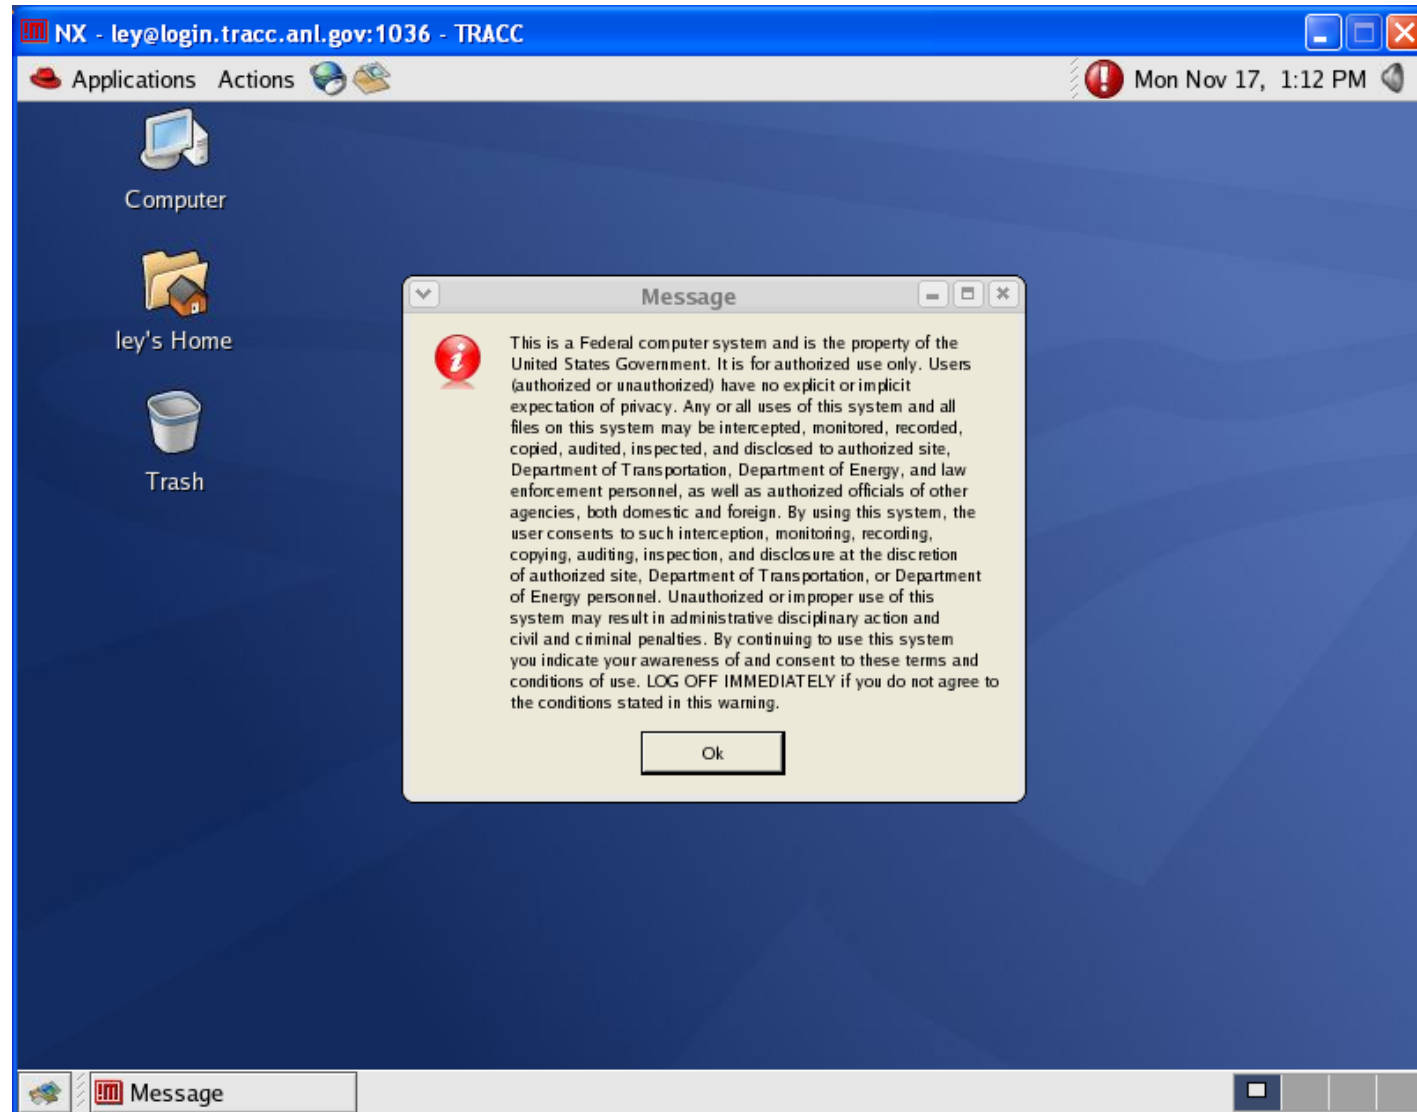 NX - ley@login.tracc.anl.gov:1036 - TRACC
Applications Actions Mon Nov 17, 1:12 PM
Computer
ley's Home
Trash
Message
This is a Federal computer system and is the property of the
United States Government. It is for authorized use only. Users
(authorized or unauthorized) have no explicit or implicit
expectation of privacy. Any or all uses of this system and all
files on this system may be intercepted, monitored, recorded,
copied, audited, inspected, and disclosed to authorized site,
Department of Transportation, Department of Energy, and law
enforcement personnel, as well as authorized officials of other
agencies, both domestic and foreign. By using this system, the
user consents to such interception, monitoring, recording,
copying, auditing, inspection, and disclosure at the discretion
of authorized site, Department of Transportation, or Department
of Energy personnel. Unauthorized or improper use of this
system may result in administrative disciplinary action and
civil and criminal penalties. By continuing to use this system
you indicate your awareness of and consent to these terms and
conditions of use. LOG OFF IMMEDIATELY if you do not agree to
the conditions stated in this warning.
Ok
Message